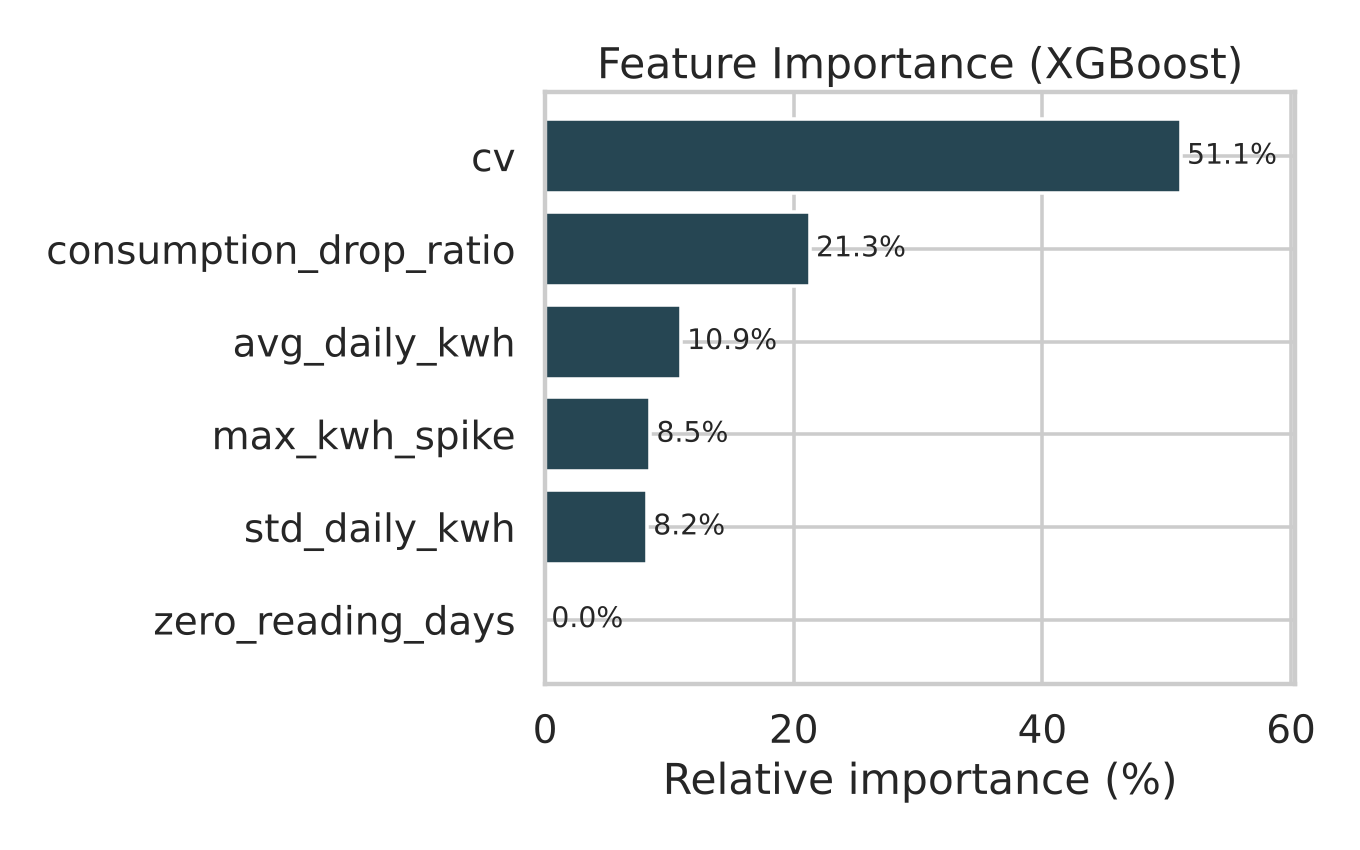 Feature Importance (XGBoost)
cv
51.1%
consumption_drop_ratio
21.3%
avg_daily_kwh
10.9%
max_kwh_spike
8.5%
std_daily_kwh
8.2%
zero_reading_days
0.0%
0 20 40 60
Relative importance (%)